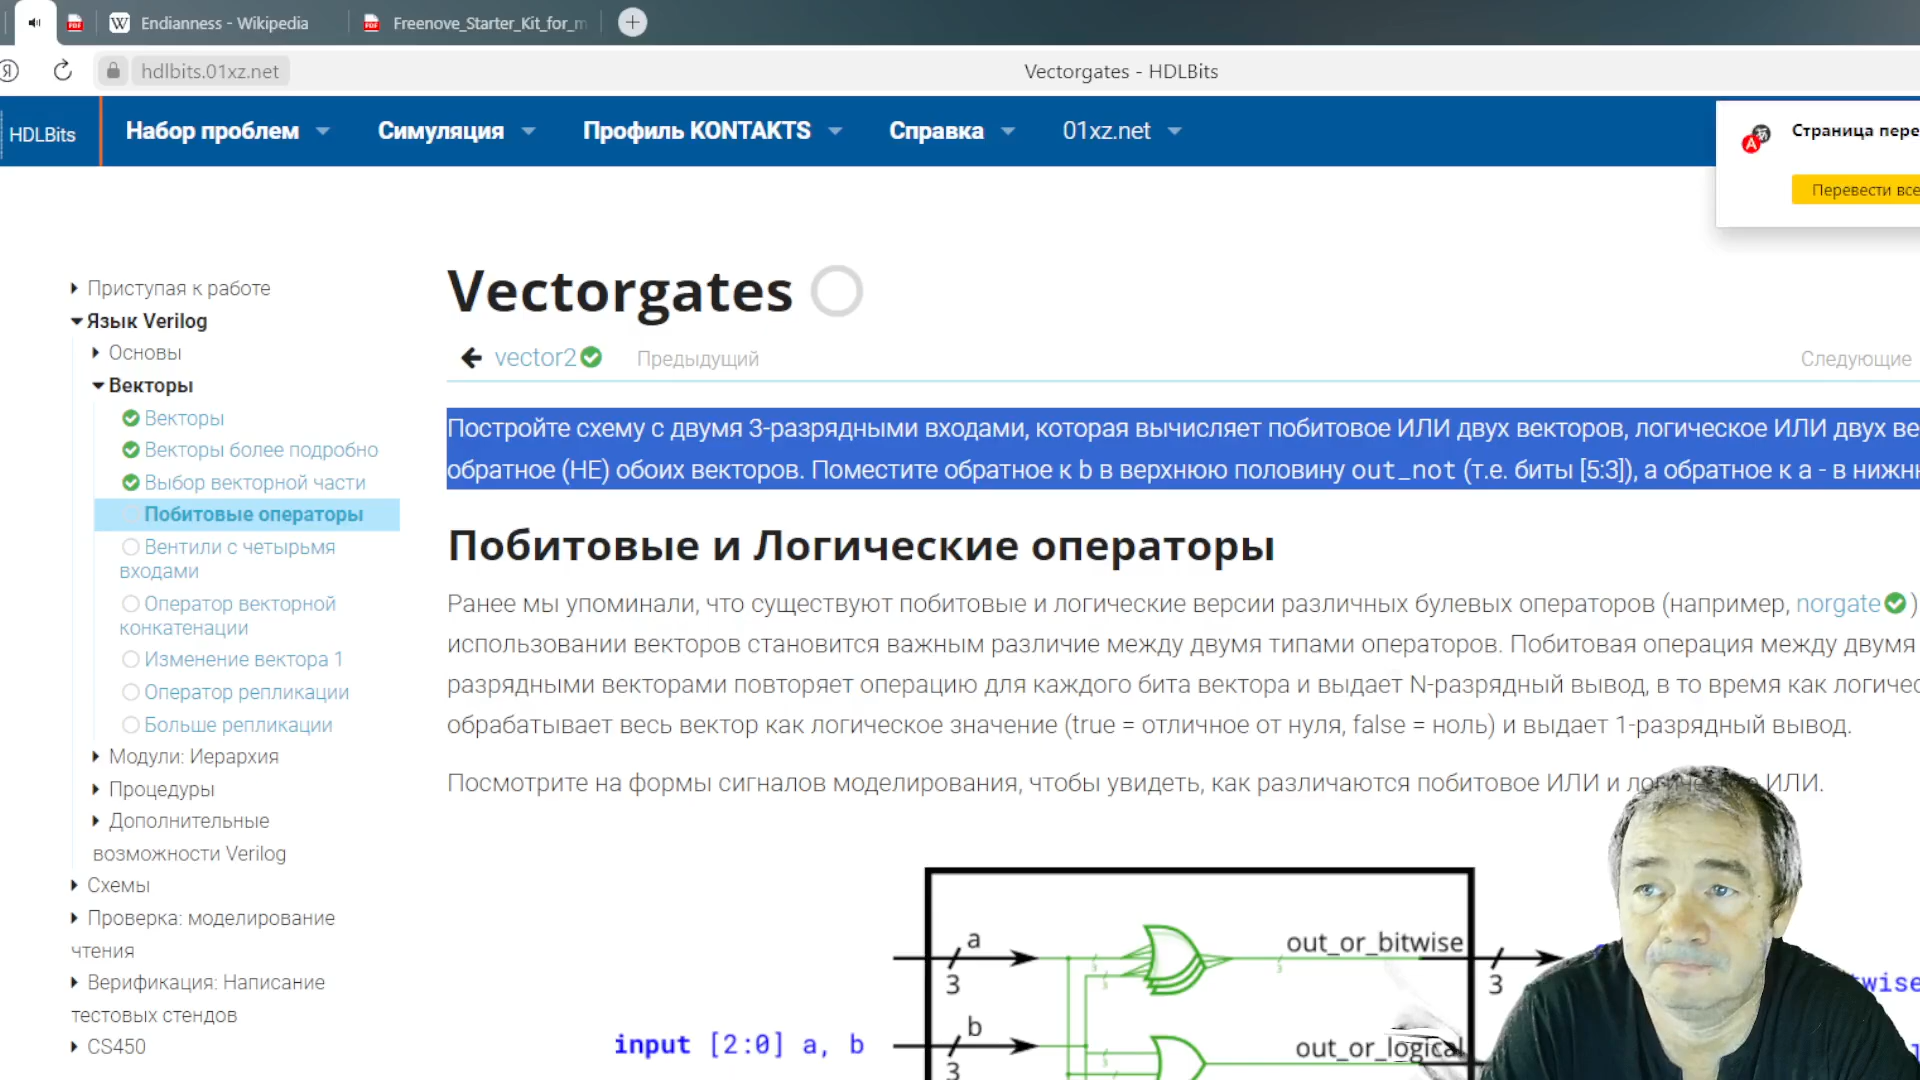 Endianness - Wikipedia
Freenove_Starter_Kit_for_m
hdlbits.01xz.net
Vectorgates - HDLBits
HDLBits
Набор проблем
Симуляция
Профиль KONTAKTS
Справка
01xz.net
Страница пере
Перевести все
Приступая к работе
Язык Verilog
Основы
Векторы
Векторы
Векторы более подробно
Выбор векторной части
Побитовые операторы
Вентили с четырьмя
входами
Оператор векторной
конкатенации
Изменение вектора 1
Оператор репликации
Больше репликации
Модули: Иерархия
Процедуры
Дополнительные
возможности Verilog
Схемы
Проверка: моделирование
чтения
Верификация: Написание
тестовых стендов
CS450
Vectorgates
vector2
Предыдущий
Следующие
Постройте схему с двумя 3-разрядными входами, которая вычисляет побитовое ИЛИ двух векторов, логическое ИЛИ двух ве
обратное (НЕ) обоих векторов. Поместите обратное к b в верхнюю половину out_not (т.е. биты [5:3]), а обратное к a - в нижн
Побитовые и Логические операторы
Ранее мы упоминали, что существуют побитовые и логические версии различных булевых операторов (например, norgate )
использовании векторов становится важным различие между двумя типами операторов. Побитовая операция между двумя
разрядными векторами повторяет операцию для каждого бита вектора и выдает N-разрядный вывод, в то время как логичес
обрабатывает весь вектор как логическое значение (true = отличное от нуля, false = ноль) и выдает 1-разрядный вывод.
Посмотрите на формы сигналов моделирования, чтобы увидеть, как различаются побитовое ИЛИ и логическое ИЛИ.
a
3
out_or_bitwise
3
twise
b
3
input [2:0] a, b
out_or_logical